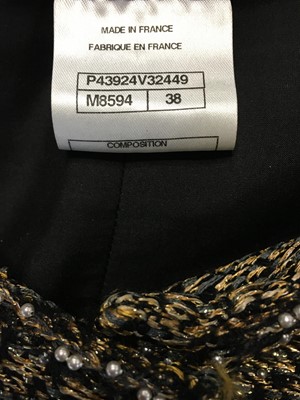 MADE IN FRANCE
FABRIQUE EN FRANCE
P43924V32449
M8594 38
COMPOSITION